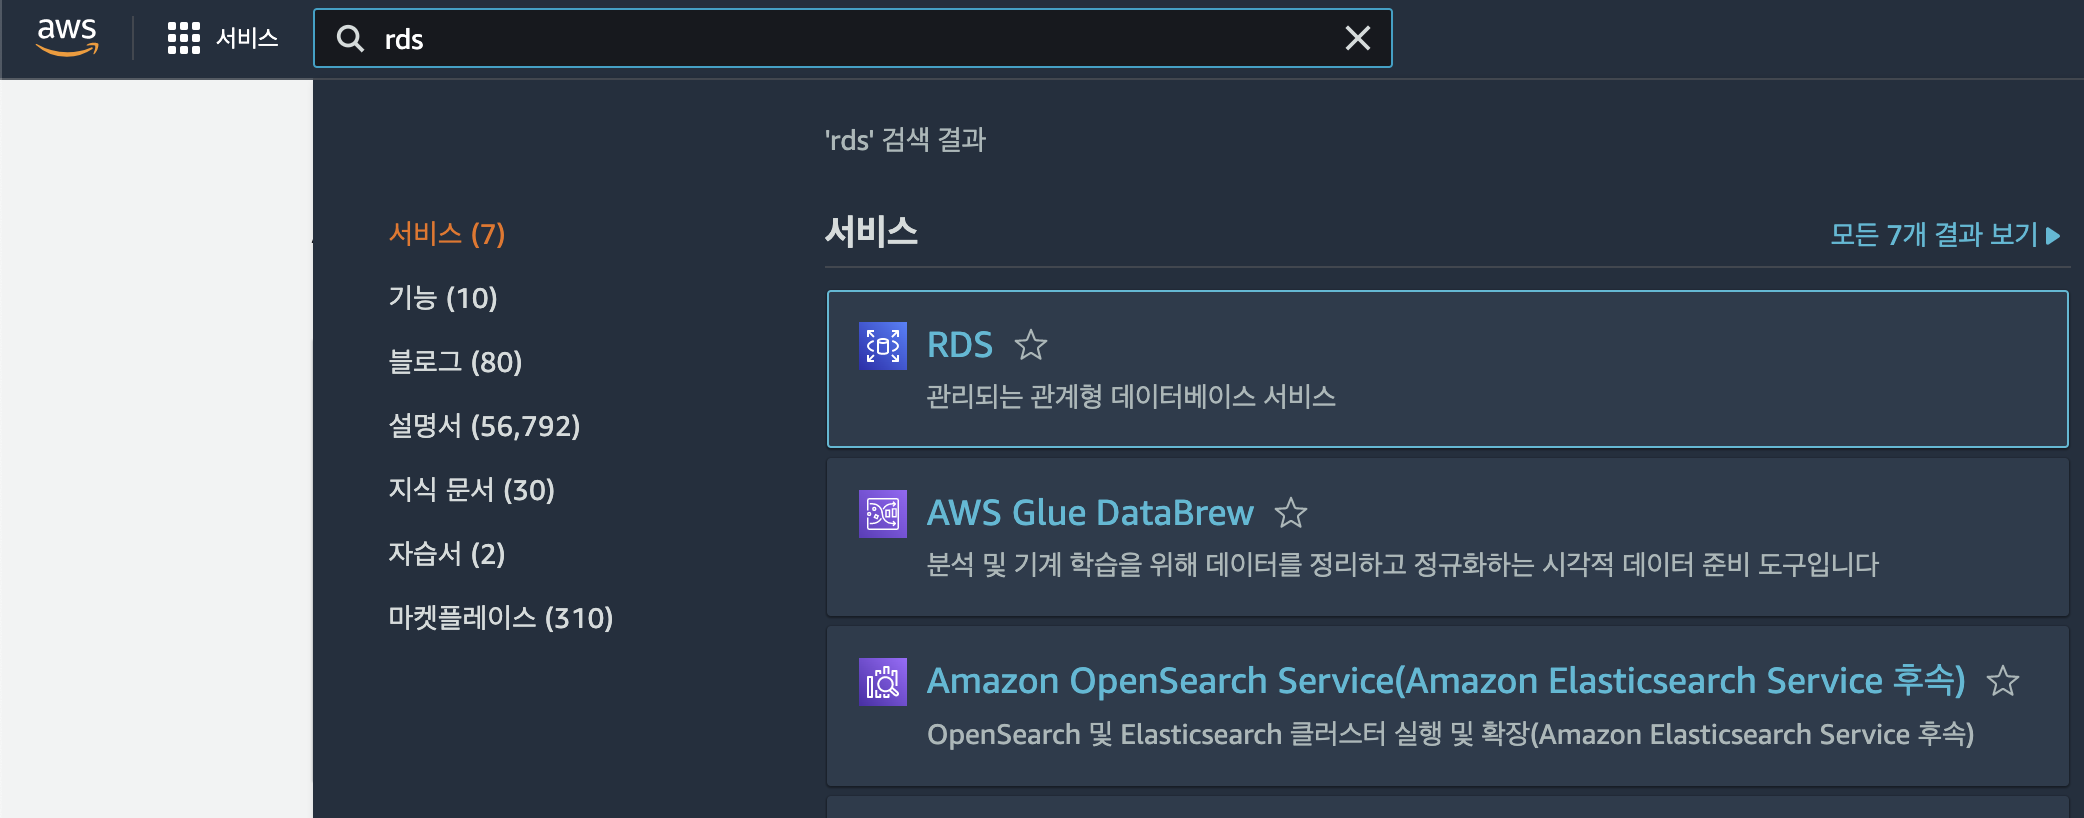 aws
서비스
rds
'rds' 검색 결과
서비스 (7)
기능 (10)
블로그 (80)
설명서 (56,792)
지식 문서 (30)
자습서 (2)
마켓플레이스 (310)
서비스
모든 7개 결과 보기
RDS
관리되는 관계형 데이터베이스 서비스
AWS Glue DataBrew
분석 및 기계 학습을 위해 데이터를 정리하고 정규화하는 시각적 데이터 준비 도구입니다
Amazon OpenSearch Service(Amazon Elasticsearch Service 후속)
OpenSearch 및 Elasticsearch 클러스터 실행 및 확장(Amazon Elasticsearch Service 후속)